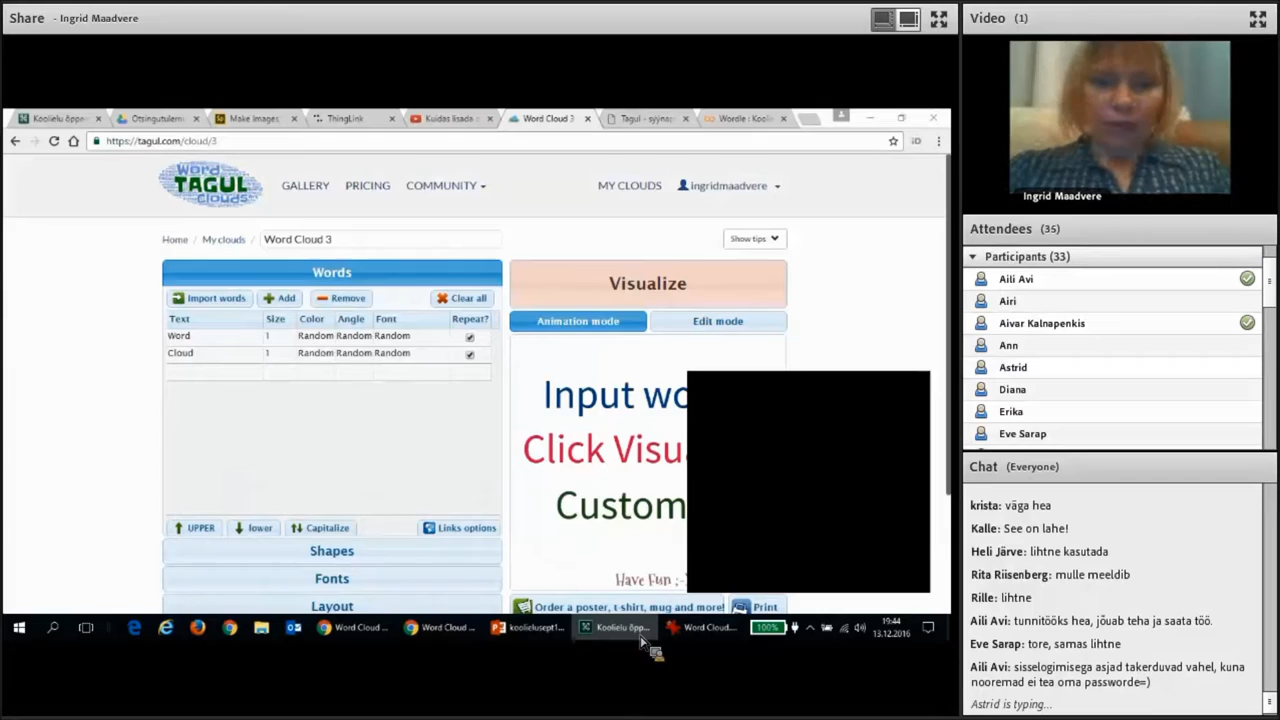 Share - Ingrid Maadvere
Video (1)
Koolielu õppe
Otsingutulemu
Make Images
ThingLink
Kuidas lisada
Word Cloud 3
Tagul - süýna
Wordle : Kooli
https://tagul.com/cloud/3
Word
TAGUL
Clouds
GALLERY
PRICING
COMMUNITY
MY CLOUDS
ingridmaadvere
Home / My clouds / Word Cloud 3
Show tips
Words
Import words
Add
Remove
Clear all
Text Size Color Angle Font Repeat?
Word 1 Random Random Random
Cloud 1 Random Random Random
UPPER
lower
Capitalize
Links options
Shapes
Fonts
Layout
Visualize
Animation mode
Edit mode
Input wo
Click Visu
Custom
Have Fun ;-
Order a poster, t-shirt, mug and more!
Print
Word Cloud ...
Word Cloud ...
koolielusept1...
Koolielu õpp...
Word Cloud...
100%
19:44
13.12.2016
Ingrid Maadvere
Attendees (35)
Participants (33)
Aili Avi
Airi
Aivar Kalnapenkis
Ann
Astrid
Diana
Erika
Eve Sarap
Chat (Everyone)
krista: väga hea
Kalle: See on lahe!
Heli Järve: lihtne kasutada
Rita Riisenberg: mulle meeldib
Rille: lihtne
Aili Avi: tunnitööks hea, jõuab teha ja saata töö.
Eve Sarap: tore, samas lihtne
Aili Avi: sisselogimisega asjad takerduvad vahel, kuna
nooremad ei tea oma passworde=)
Astrid is typing...